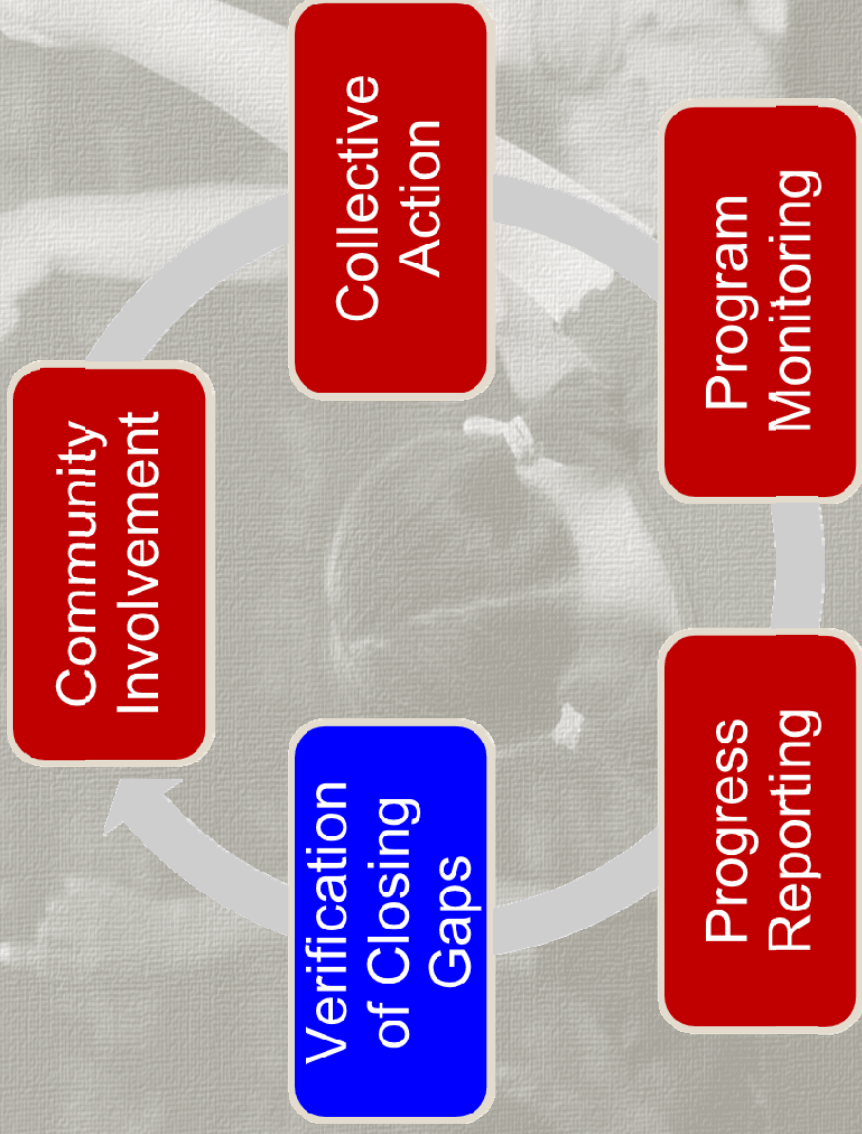 Community
Involvement
Collective
Action
Program
Monitoring
Progress
Reporting
Verification
of Closing
Gaps